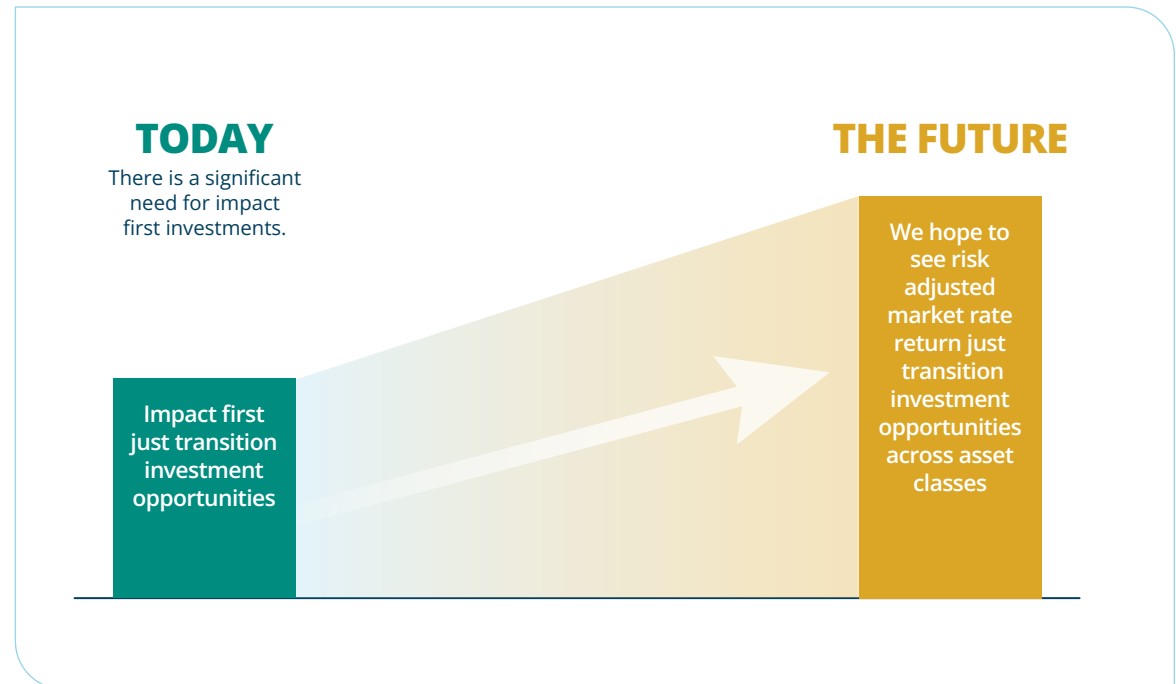 TODAY
There is a significant
need for impact
first investments.
Impact first
just transition
investment
opportunities
THE FUTURE
We hope to
see risk
adjusted
market rate
return just
transition
investment
opportunities
across asset
classes